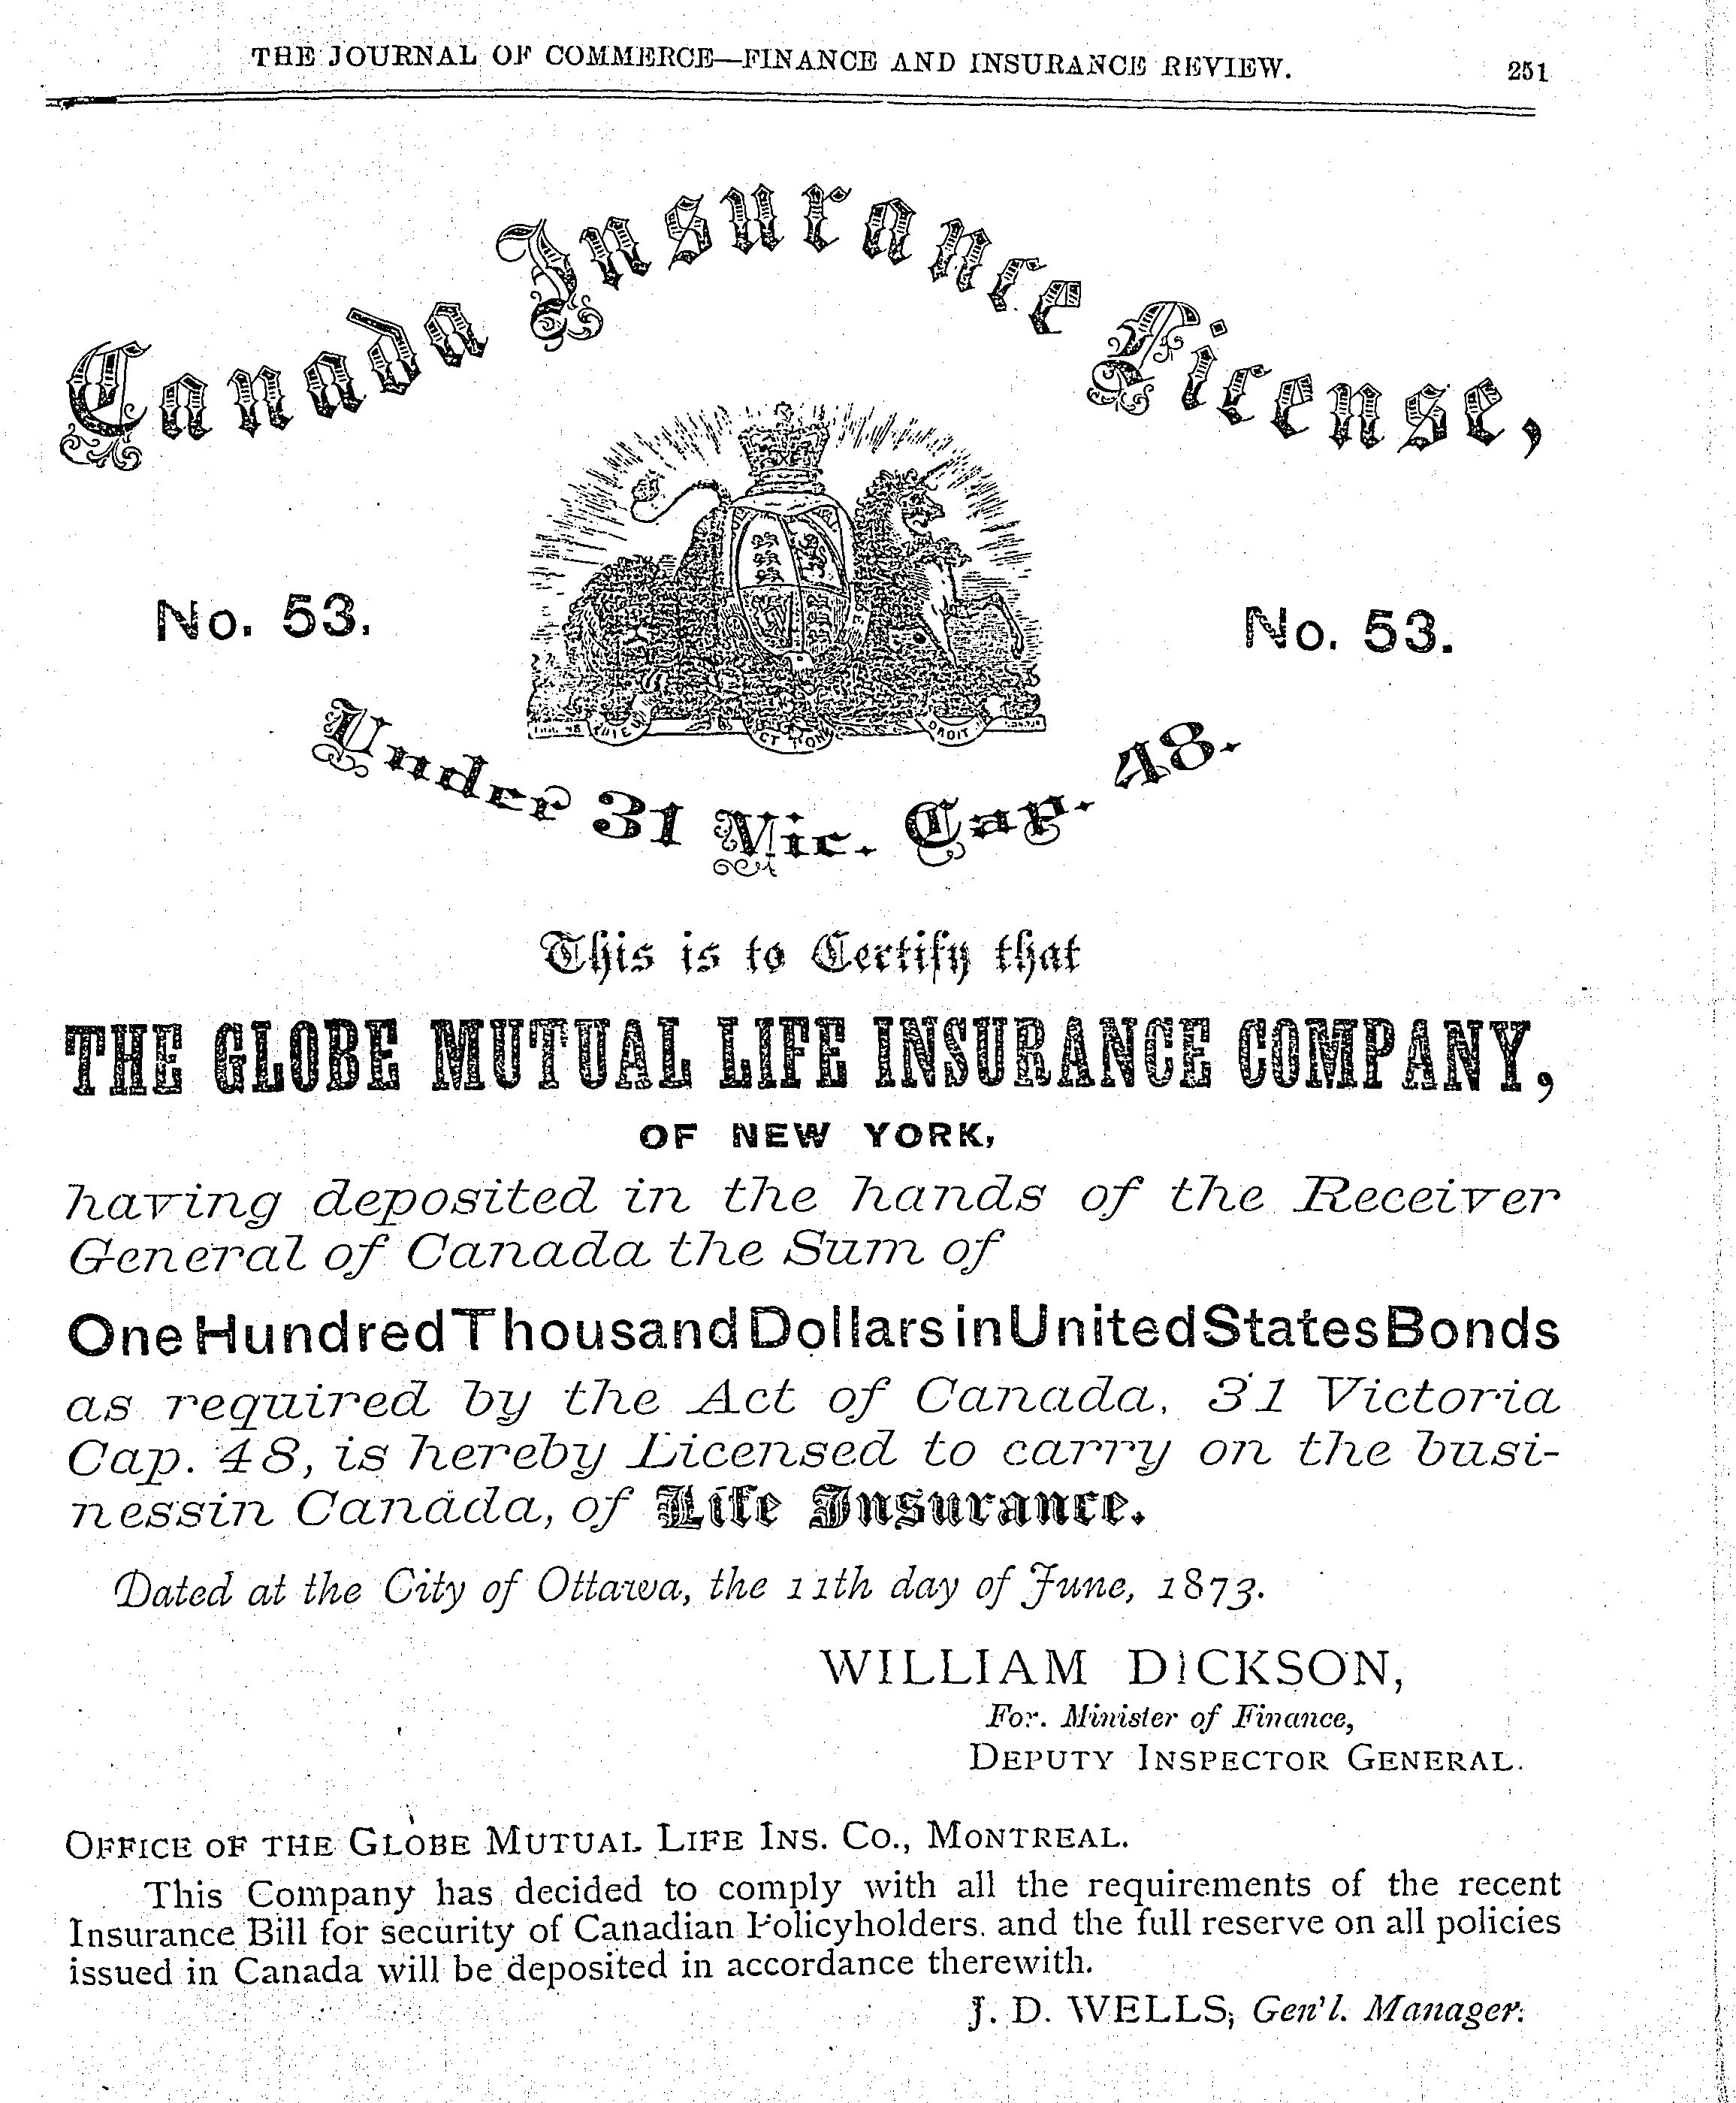 THE JOURNAL OF COMMERCE—FINANCE AND INSURANCE REVIEW. 251
Canada Insurance License,
No. 53. No. 53.
DROIT
Under 31 Vic. Cap. 48.
This is to Certify that
THE GLOBE MUTUAL LIFE INSURANCE COMPANY,
OF NEW YORK,
having deposited in the hands of the Receiver
General of Canada the Sum of
One Hundred Thousand Dollars in United States Bonds
as required by the Act of Canada, 31 Victoria
Cap. 48, is hereby Licensed to carry on the busi-
nessin Canada, of Life Insurance.
Dated at the City of Ottawa, the 11th day of June, 1873.
WILLIAM DICKSON,
For. Minister of Finance,
DEPUTY INSPECTOR GENERAL.
OFFICE OF THE GLOBE MUTUAL LIFE INS. CO., MONTREAL.
This Company has decided to comply with all the requirements of the recent
Insurance Bill for security of Canadian Policyholders. and the full reserve on all policies
issued in Canada will be deposited in accordance therewith.
J. D. WELLS, Gen'l. Manager.